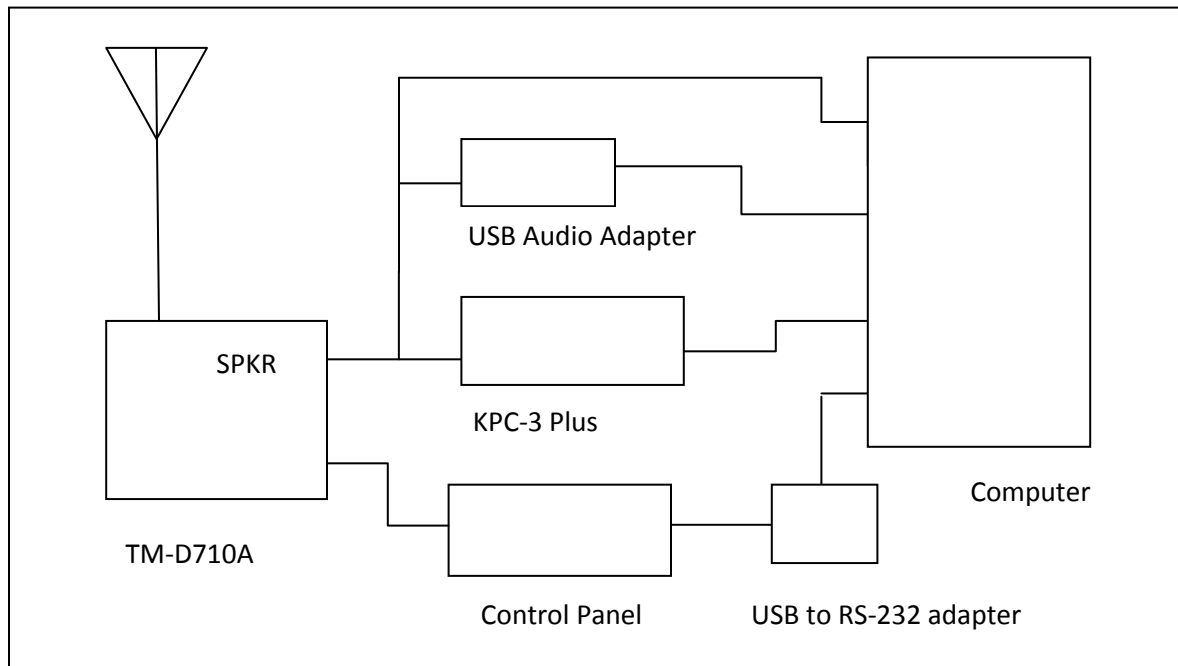 USB Audio Adapter
SPKR
KPC-3 Plus
Computer
TM-D710A
Control Panel
USB to RS-232 adapter